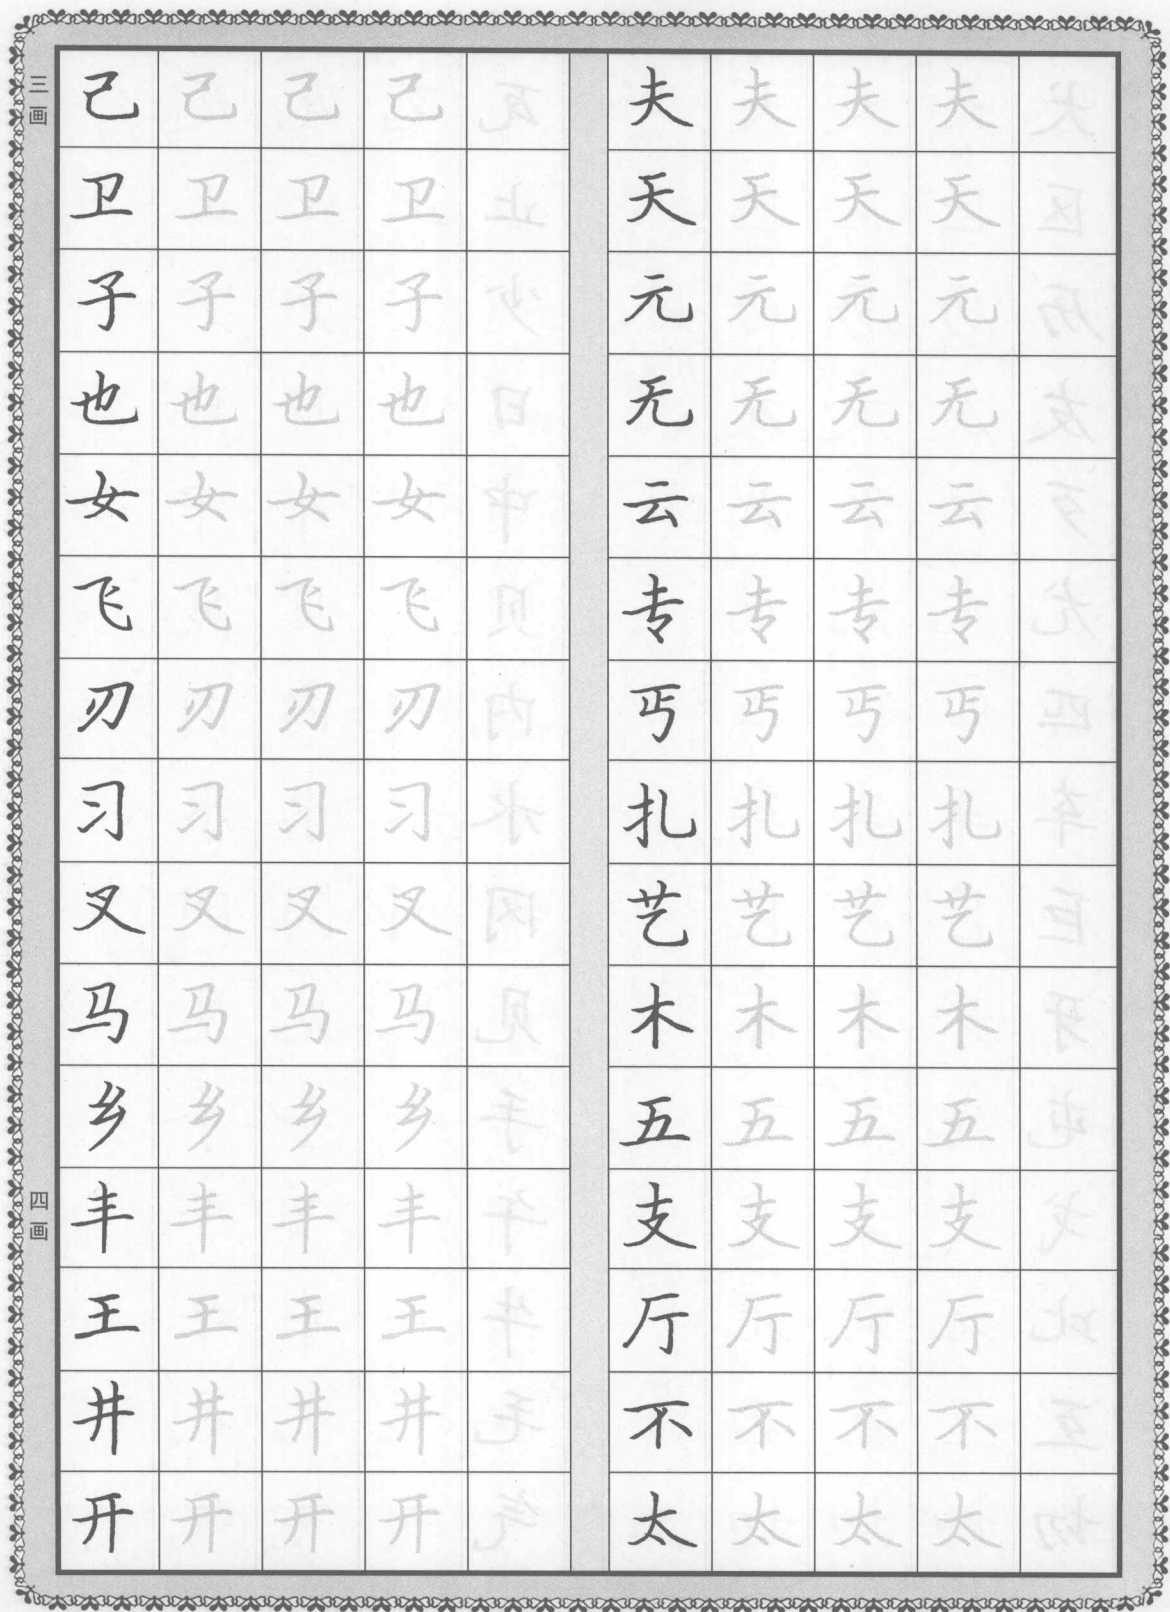 三画
己 己 己 己
卫 卫 卫 卫
子 子 子 子
也 也 也 也
女 女 女 女
飞 飞 飞 飞
刃 刃 刃 刃
习 习 习 习
叉 叉 叉 叉
马 马 马 马
乡 乡 乡 乡
四画
丰 丰 丰 丰
王 王 王 王
井 井 井 井
开 开 开 开
夫 夫 夫 夫
天 天 天 天
元 元 元 元
无 无 无 无
云 云 云 云
专 专 专 专
丐 丐 丐 丐
扎 扎 扎 扎
艺 艺 艺 艺
木 木 木 木
五 五 五 五
支 支 支 支
厅 厅 厅 厅
不 不 不 不
太 太 太 太